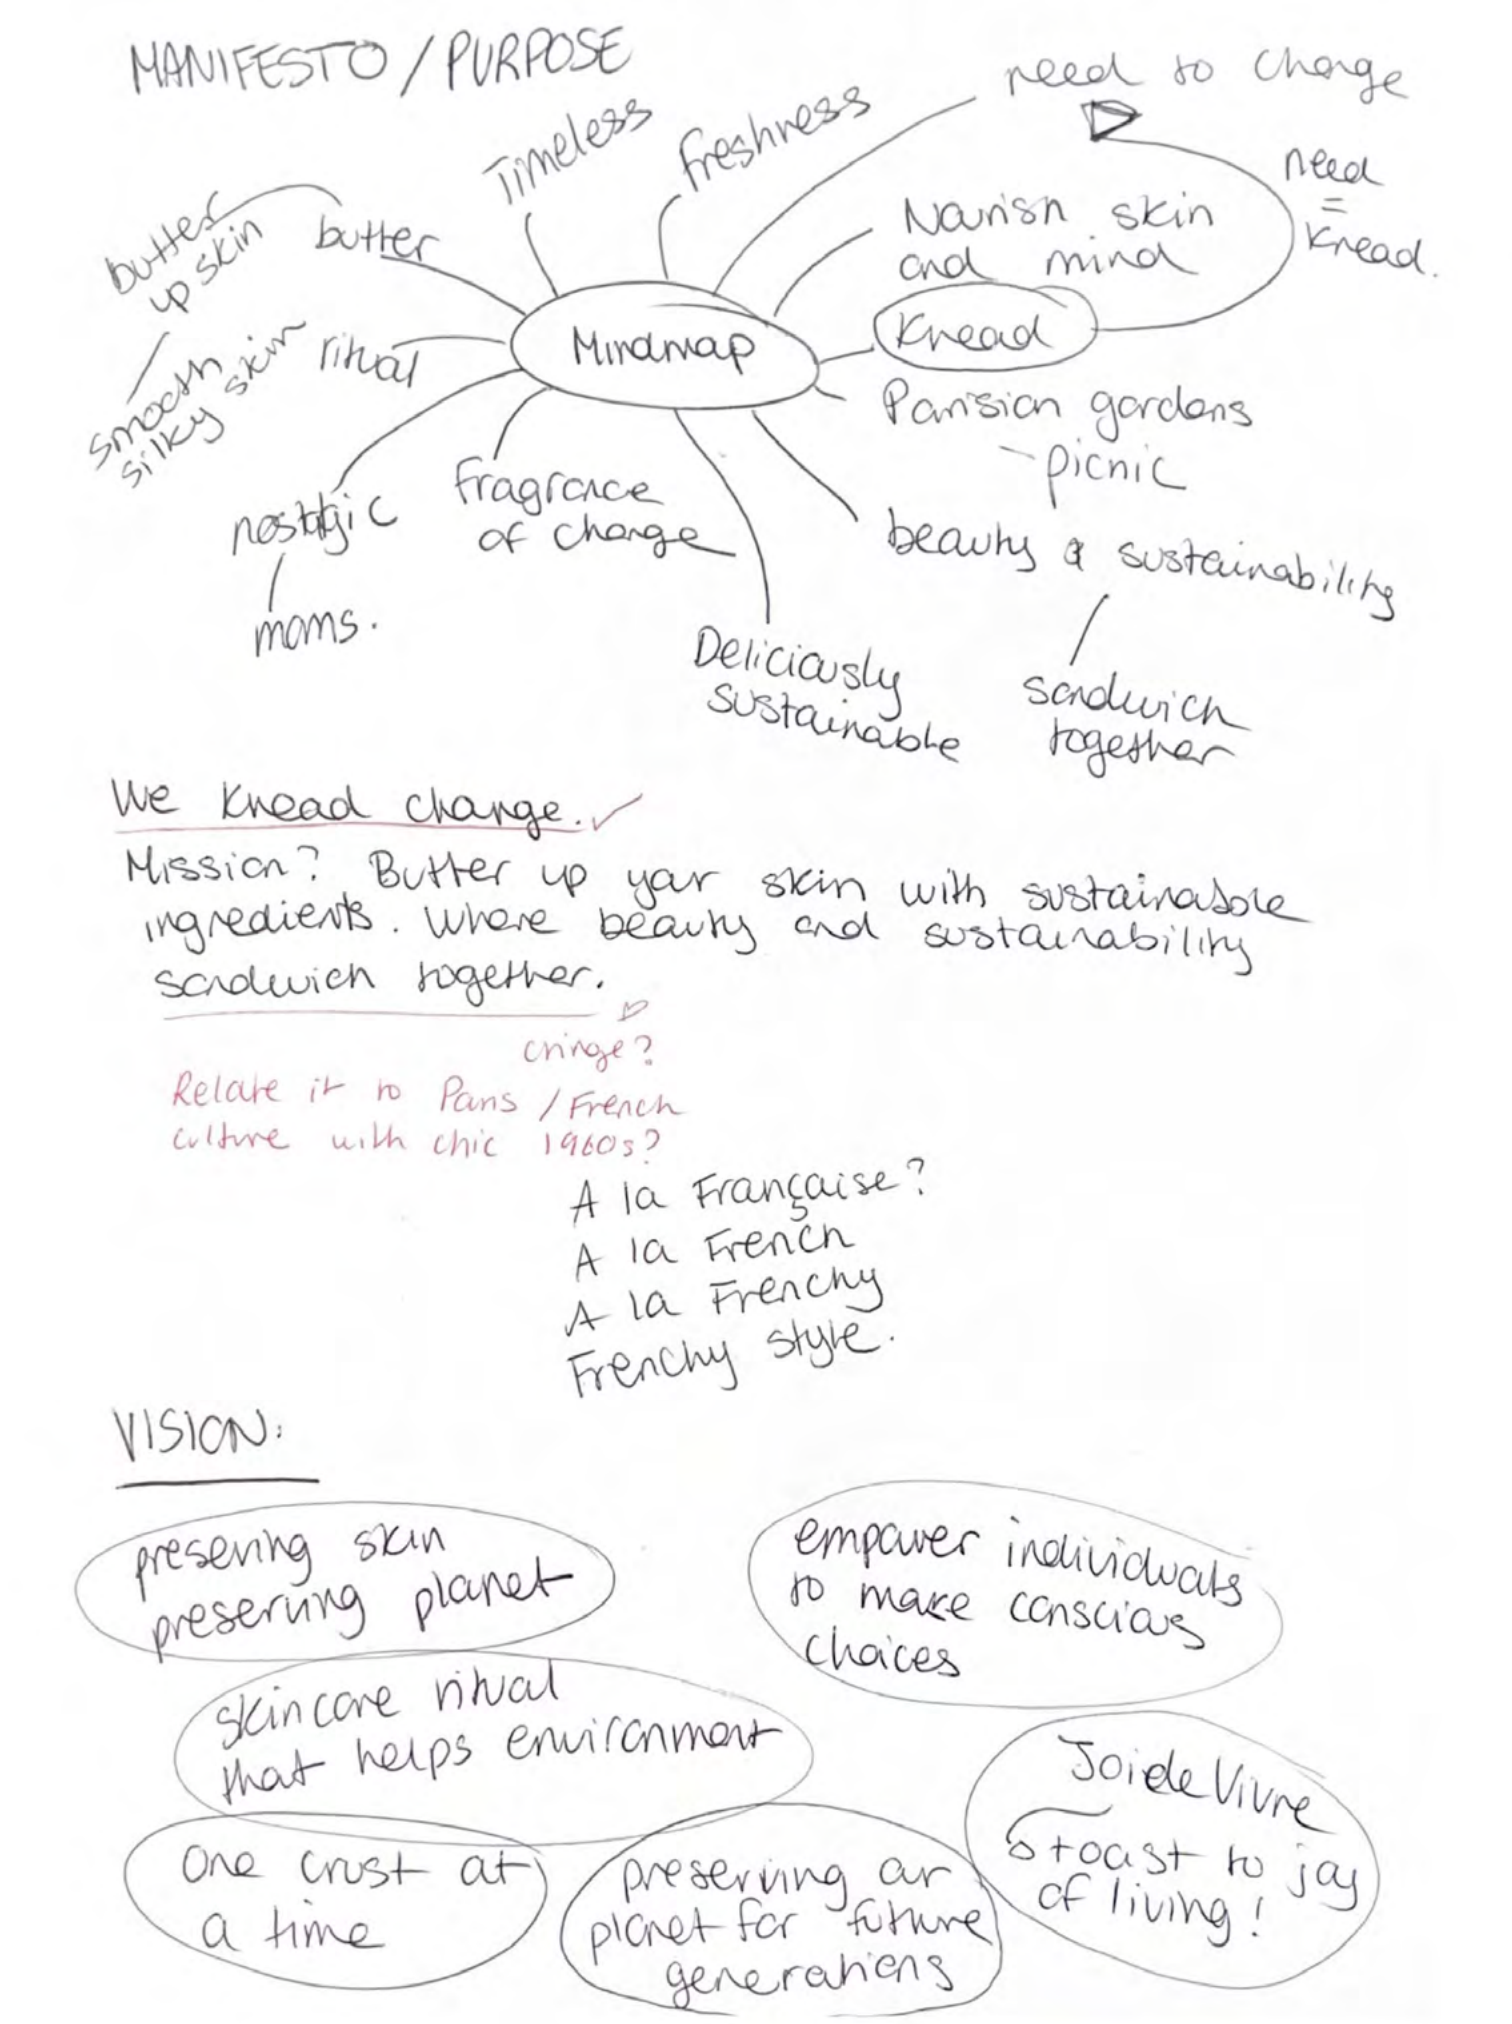 MANIFESTO / PURPOSE
need to change
Timeless
freshness
need
=
knead.
butter
up skin
butter
Nourish skin
and mind
smooth
silky skin
ritual
Mindmap
Knead
Parisian gardens
- picnic
nostalgic
moms.
Fragrance
of change
beauty & sustainability
sandwich
together
Deliciously
sustainable
We Knead change. ✓
Mission? Butter up your skin with sustainable
ingredients. Where beauty and sustainability
sandwich together.
cringe?
Relate it to Paris / French
culture with chic 1960s?
A la Française?
A la French
A la Frenchy
Frenchy style.
VISION:
preserving skin
preserving planet
empower individuals
to make conscious
choices
skincare ritual
that helps environment
Joie de Vivre
toast to joy
of living!
one crust at
a time
preserving our
planet for future
generations